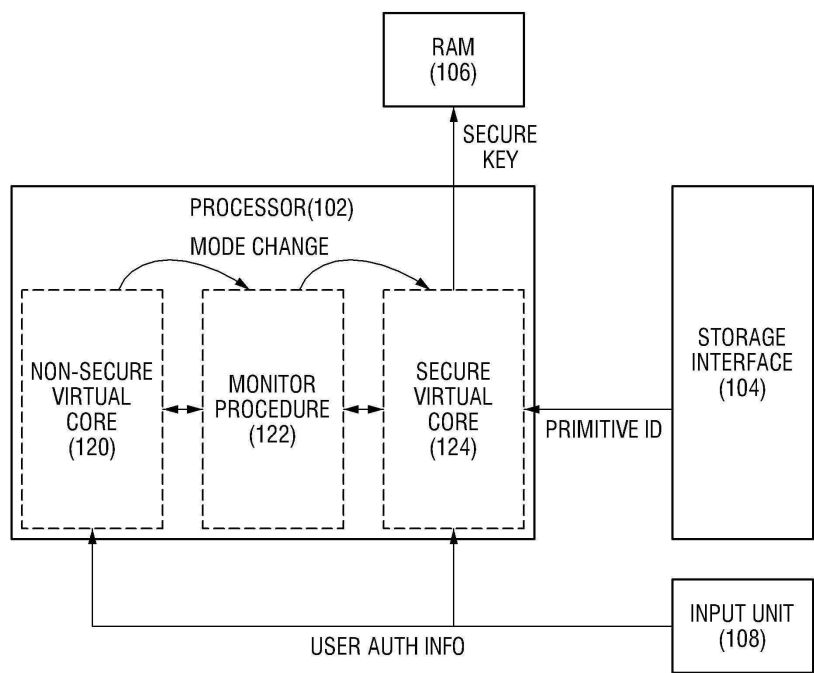 RAM
(106)
SECURE
KEY
PROCESSOR(102)
MODE CHANGE
NON-SECURE
VIRTUAL
CORE
(120)
MONITOR
PROCEDURE
(122)
SECURE
VIRTUAL
CORE
(124)
STORAGE
INTERFACE
(104)
PRIMITIVE ID
INPUT UNIT
(108)
USER AUTH INFO